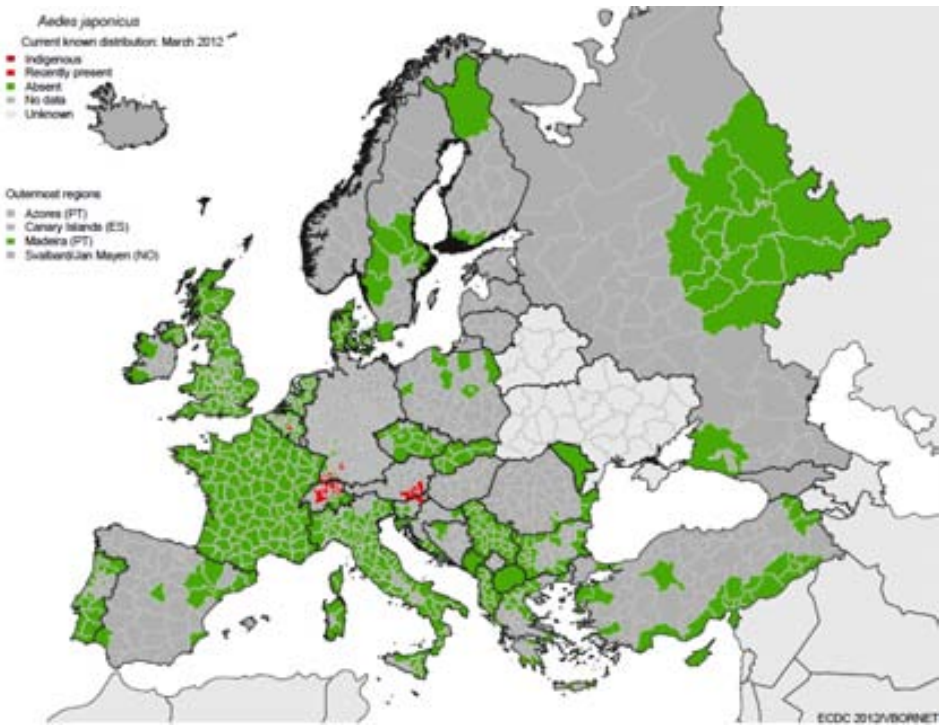 Aedes japonicus
Current known distribution: March 2012
Indigenous
Recently present
Absent
No data
Unknown
Outermost regions
Azores (PT)
Canary Islands (ES)
Madeira (PT)
Svalbard/Jan Mayen (NO)
ECDC 2012/VBORNET